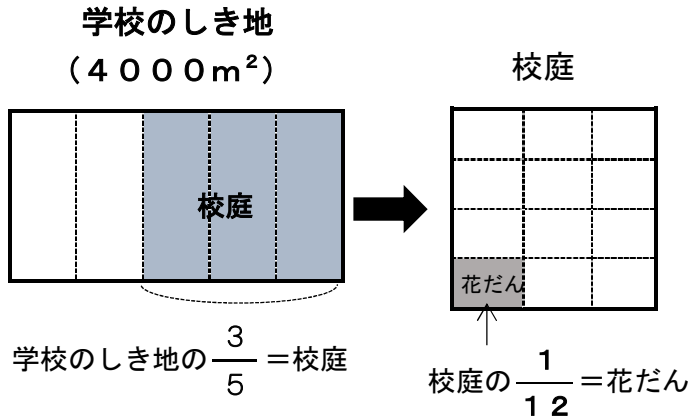 学校のしき地
（４０００ｍ²）
校庭
校庭
花だん
学校のしき地の3/5＝校庭
校庭の1/12＝花だん